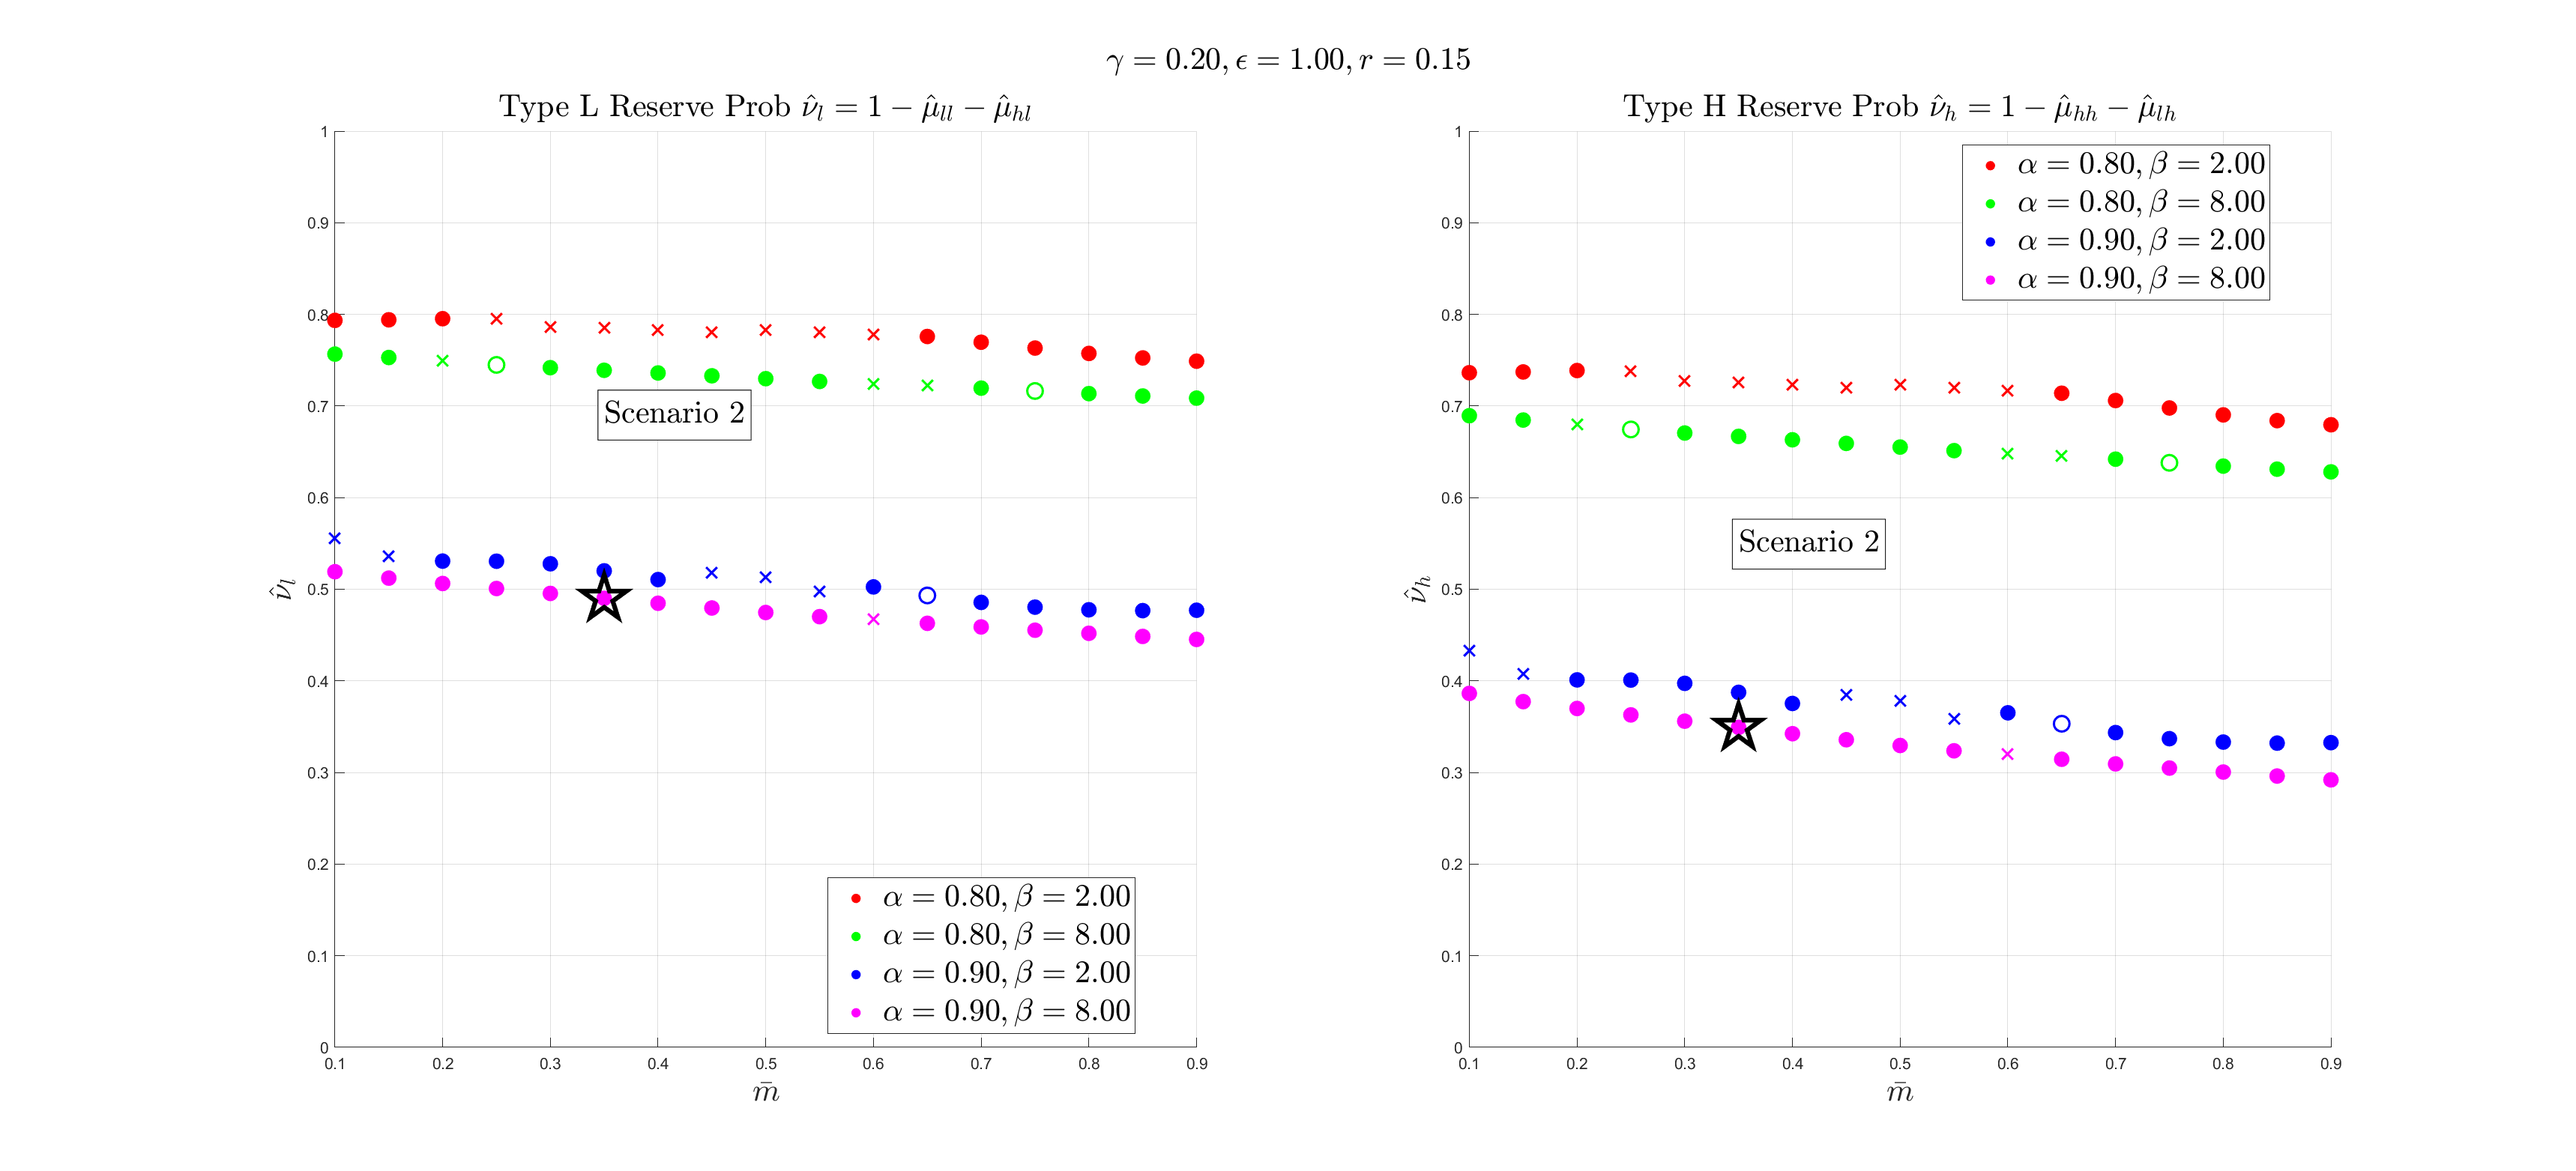 γ = 0.20, ϵ = 1.00, r = 0.15
Type L Reserve Prob ν̂_l = 1 − μ̂_ll − μ̂_hl
1
0.9
0.8
0.7
0.6
0.5
0.4
0.3
0.2
0.1
0
ν̂_l
Scenario 2
α = 0.80, β = 2.00
α = 0.80, β = 8.00
α = 0.90, β = 2.00
α = 0.90, β = 8.00
0.1 0.2 0.3 0.4 0.5 0.6 0.7 0.8 0.9
m̄
Type H Reserve Prob ν̂_h = 1 − μ̂_hh − μ̂_lh
1
0.9
0.8
0.7
0.6
0.5
0.4
0.3
0.2
0.1
0
ν̂_h
α = 0.80, β = 2.00
α = 0.80, β = 8.00
α = 0.90, β = 2.00
α = 0.90, β = 8.00
Scenario 2
0.1 0.2 0.3 0.4 0.5 0.6 0.7 0.8 0.9
m̄